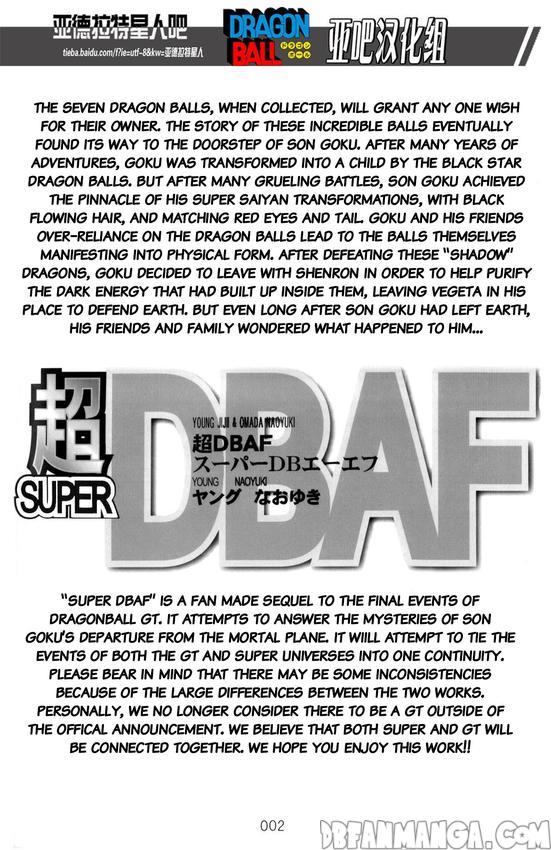 亚德拉特星人吧
tieba.baidu.com/f?ie=utf-8&kw=亚德拉特星人
DRAGON
BALL
ドラゴン
ボール
亚吧汉化组
THE SEVEN DRAGON BALLS, WHEN COLLECTED, WILL GRANT ANY ONE WISH
FOR THEIR OWNER. THE STORY OF THESE INCREDIBLE BALLS EVENTUALLY
FOUND ITS WAY TO THE DOORSTEP OF SON GOKU. AFTER MANY YEARS OF
ADVENTURES, GOKU WAS TRANSFORMED INTO A CHILD BY THE BLACK STAR
DRAGON BALLS. BUT AFTER MANY GRUELING BATTLES, SON GOKU ACHIEVED
THE PINNACLE OF HIS SUPER SAIYAN TRANSFORMATIONS, WITH BLACK
FLOWING HAIR, AND MATCHING RED EYES AND TAIL. GOKU AND HIS FRIENDS
OVER-RELIANCE ON THE DRAGON BALLS LEAD TO THE BALLS THEMSELVES
MANIFESTING INTO PHYSICAL FORM. AFTER DEFEATING THESE "SHADOW"
DRAGONS, GOKU DECIDED TO LEAVE WITH SHENRON IN ORDER TO HELP PURIFY
THE DARK ENERGY THAT HAD BUILT UP INSIDE THEM, LEAVING VEGETA IN HIS
PLACE TO DEFEND EARTH. BUT EVEN LONG AFTER SON GOKU HAD LEFT EARTH,
HIS FRIENDS AND FAMILY WONDERED WHAT HAPPENED TO HIM...
超
SUPER
DBAF
YOUNG JIJII & OMADA NAOYUKI
超DBAF
スーパーDBエーエフ
YOUNG NAOYUKI
ヤング なおゆき
"SUPER DBAF" IS A FAN MADE SEQUEL TO THE FINAL EVENTS OF
DRAGONBALL GT. IT ATTEMPTS TO ANSWER THE MYSTERIES OF SON
GOKU'S DEPARTURE FROM THE MORTAL PLANE. IT WIILL ATTEMPT TO TIE THE
EVENTS OF BOTH THE GT AND SUPER UNIVERSES INTO ONE CONTINUITY.
PLEASE BEAR IN MIND THAT THERE MAY BE SOME INCONSISTENCIES
BECAUSE OF THE LARGE DIFFERENCES BETWEEN THE TWO WORKS.
PERSONALLY, WE NO LONGER CONSIDER THERE TO BE A GT OUTSIDE OF
THE OFFICAL ANNOUNCEMENT. WE BELIEVE THAT BOTH SUPER AND GT WILL
BE CONNECTED TOGETHER. WE HOPE YOU ENJOY THIS WORK!!
002
DBFANMANGA.COM